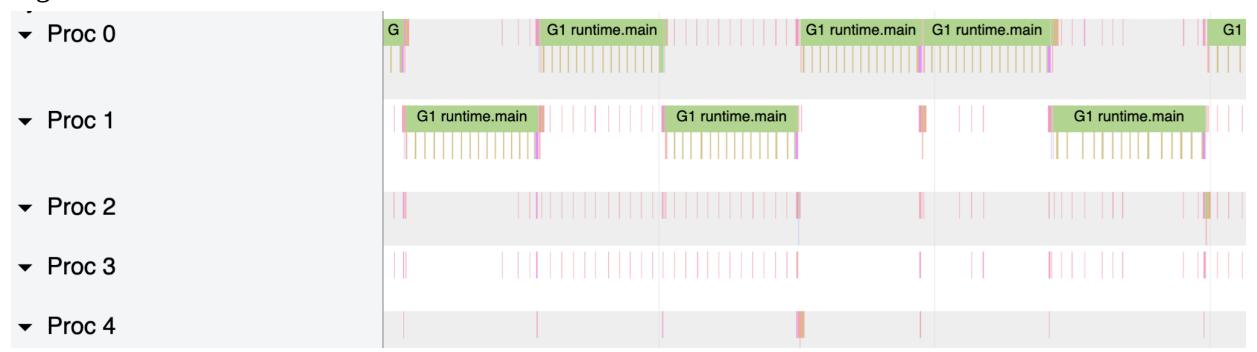 Proc 0 G G1 runtime.main G1 runtime.main G1 runtime.main G1
Proc 1 G1 runtime.main G1 runtime.main G1 runtime.main
Proc 2
Proc 3
Proc 4